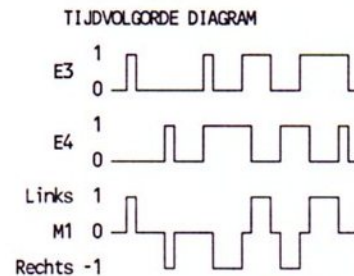 TIJDVOLGORDE DIAGRAM
1
E3
0
1
E4
0
Links 1
M1 0
Rechts -1